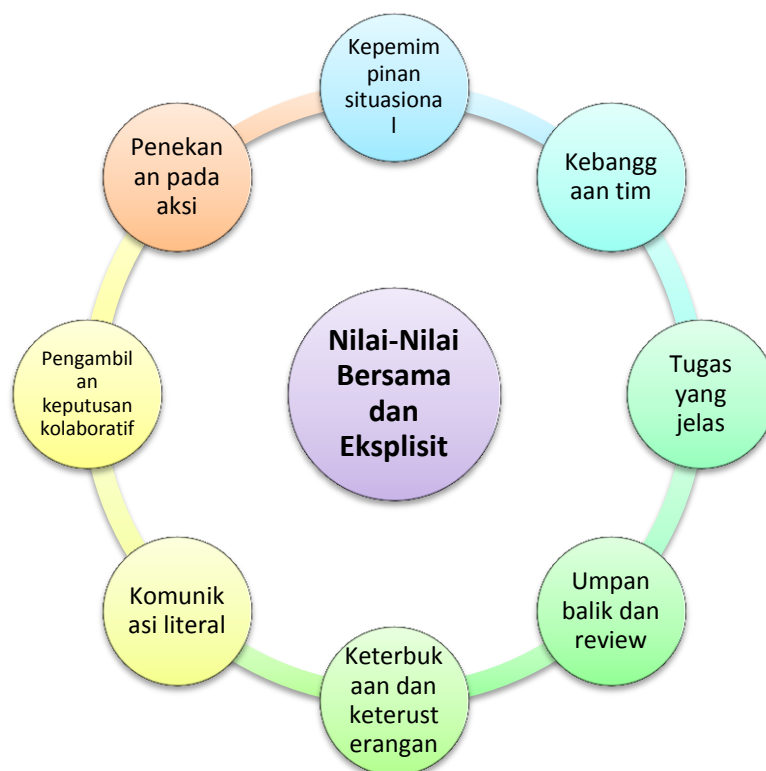 Kepemim
pinan
situasiona
l
Kebangg
aan tim
Tugas
yang
jelas
Umpan
balik dan
review
Keterbuk
aan dan
keterust
erangan
Komunik
asi literal
Pengambil
an
keputusan
kolaboratif
Penekan
an pada
aksi
Nilai-Nilai
Bersama
dan
Eksplisit